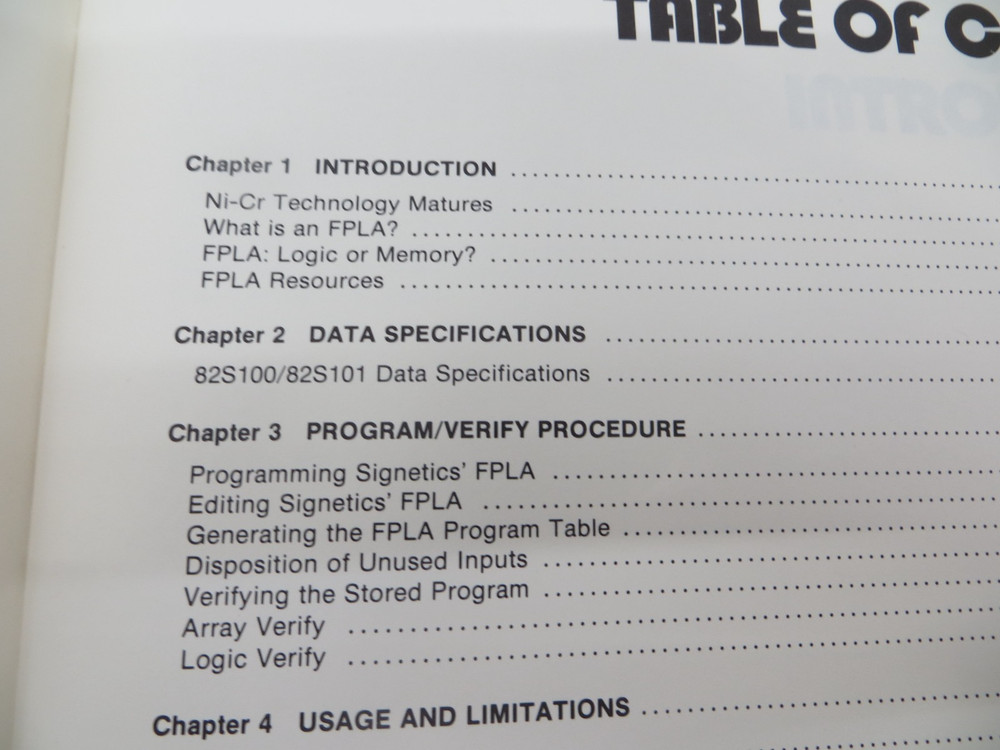 TABLE OF C
Chapter 1 INTRODUCTION ..............................
Ni-Cr Technology Matures ..............................
What is an FPLA? ..............................
FPLA: Logic or Memory? ..............................
FPLA Resources ..............................
Chapter 2 DATA SPECIFICATIONS ..............................
82S100/82S101 Data Specifications ..............................
Chapter 3 PROGRAM/VERIFY PROCEDURE ..............................
Programming Signetics' FPLA ..............................
Editing Signetics' FPLA ..............................
Generating the FPLA Program Table ..............................
Disposition of Unused Inputs ..............................
Verifying the Stored Program ..............................
Array Verify ..............................
Logic Verify ..............................
Chapter 4 USAGE AND LIMITATIONS ..............................